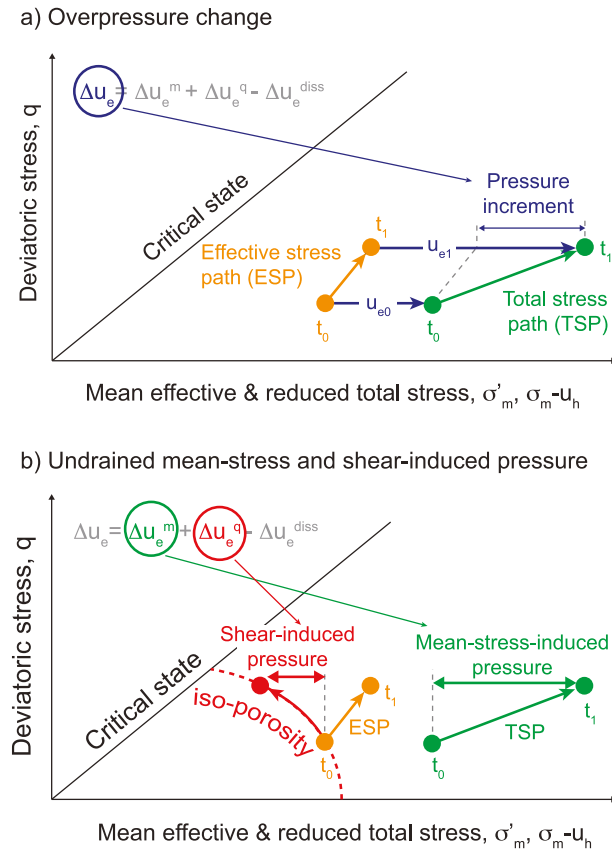 a) Overpressure change
Δuₑ = Δuₑᵐ + Δuₑ^q - Δuₑᵈⁱˢˢ
Deviatoric stress, q
Critical state
Pressure
increment
Effective stress
path (ESP)
t₁
uₑ₁
t₁
t₀
uₑ₀
t₀
Total stress
path (TSP)
Mean effective & reduced total stress, σ'ₘ, σₘ-uₕ
b) Undrained mean-stress and shear-induced pressure
Δuₑ = Δuₑᵐ + Δuₑ^q - Δuₑᵈⁱˢˢ
Deviatoric stress, q
Critical state
Shear-induced
pressure
Mean-stress-induced
pressure
iso-porosity
t₁
ESP
t₀
t₁
TSP
t₀
Mean effective & reduced total stress, σ'ₘ, σₘ-uₕ